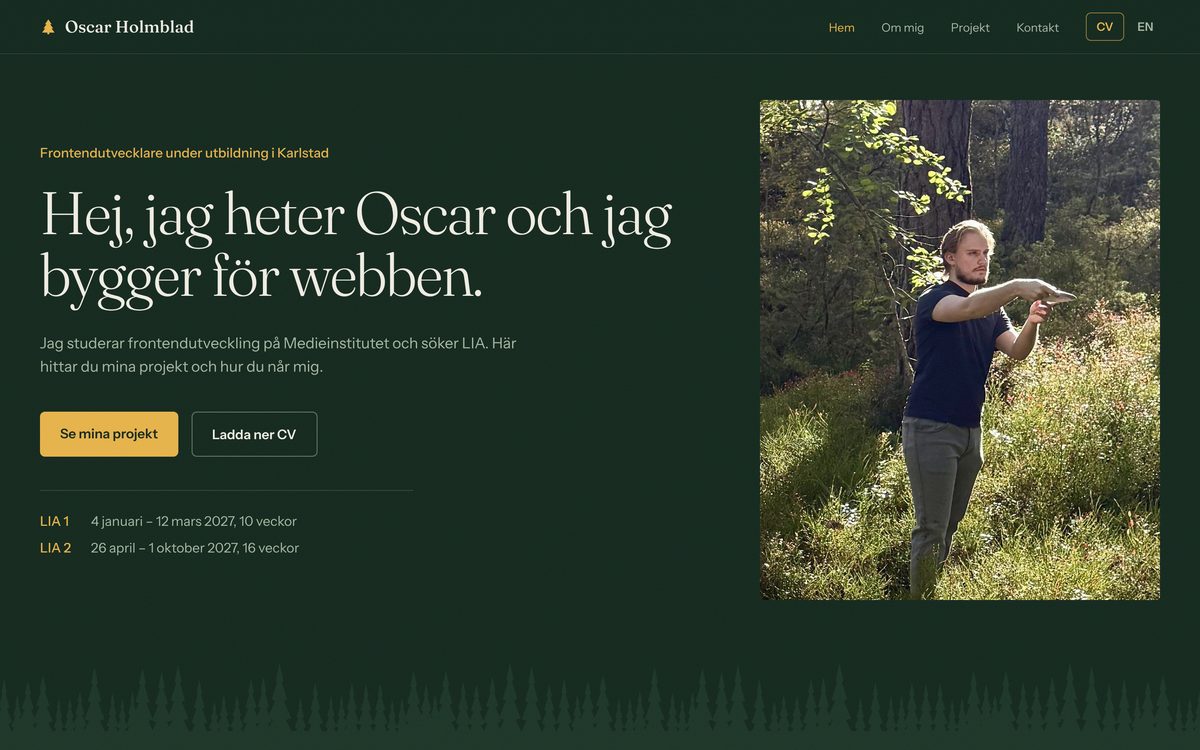 Oscar Holmblad
Hem Om mig Projekt Kontakt CV EN
Frontendutvecklare under utbildning i Karlstad
Hej, jag heter Oscar och jag
bygger för webben.
Jag studerar frontendutveckling på Medieinstitutet och söker LIA. Här
hittar du mina projekt och hur du når mig.
Se mina projekt Ladda ner CV
LIA 1 4 januari – 12 mars 2027, 10 veckor
LIA 2 26 april – 1 oktober 2027, 16 veckor